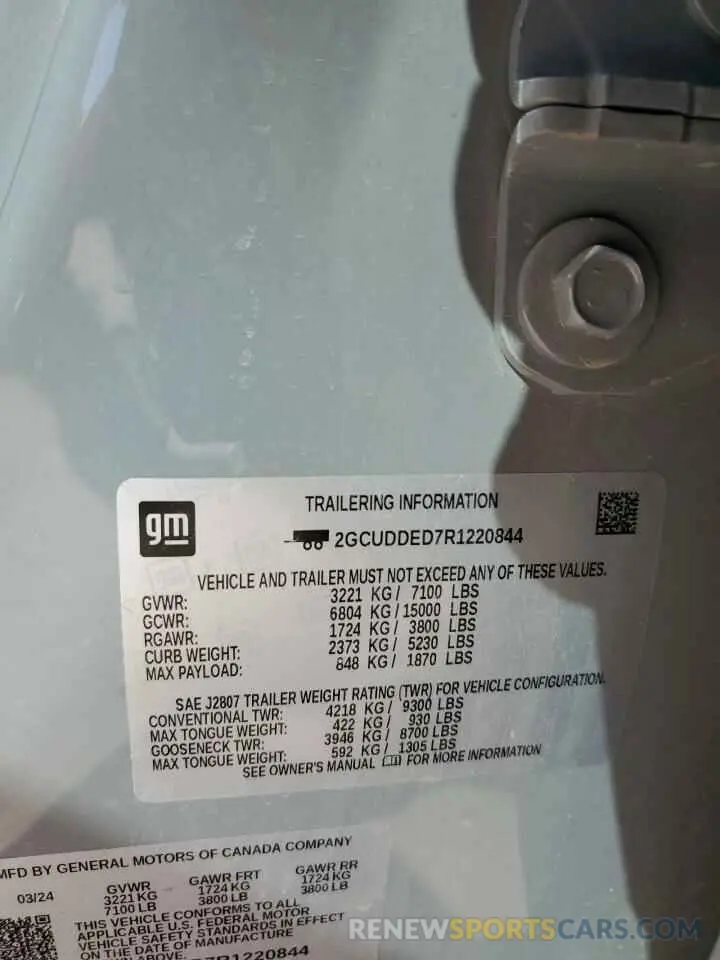 gm
TRAILERING INFORMATION
2GCUDDED7R1220844
VEHICLE AND TRAILER MUST NOT EXCEED ANY OF THESE VALUES.
GVWR: 3221 KG/ 7100 LBS
GCWR: 6804 KG/15000 LBS
RGAWR: 1724 KG/ 3800 LBS
CURB WEIGHT: 2373 KG/ 5230 LBS
MAX PAYLOAD: 848 KG/ 1870 LBS
SAE J2807 TRAILER WEIGHT RATING (TWR) FOR VEHICLE CONFIGURATION.
CONVENTIONAL TWR: 4218 KG/ 9300 LBS
MAX TONGUE WEIGHT: 422 KG/ 930 LBS
GOOSENECK TWR: 3946 KG/ 8700 LBS
MAX TONGUE WEIGHT: 592 KG/ 1305 LBS
SEE OWNER'S MANUAL FOR MORE INFORMATION
MFD BY GENERAL MOTORS OF CANADA COMPANY
03/24 GVWR GAWR FRT GAWR RR
3221 KG 1724 KG 1724 KG
7100 LB 3800 LB 3800 LB
THIS VEHICLE CONFORMS TO ALL
APPLICABLE U.S. FEDERAL MOTOR
VEHICLE SAFETY STANDARDS IN EFFECT
ON THE DATE OF MANUFACTURE
ABOVE.
D7R1220844
RENEWSPORTSCARS.COM